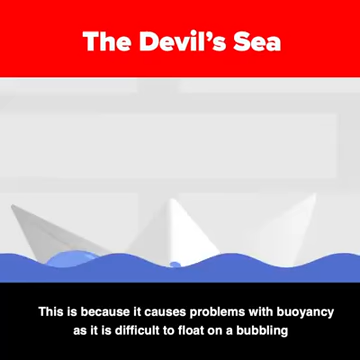 The Devil’s Sea
This is because it causes problems with buoyancy
as it is difficult to float on a bubbling